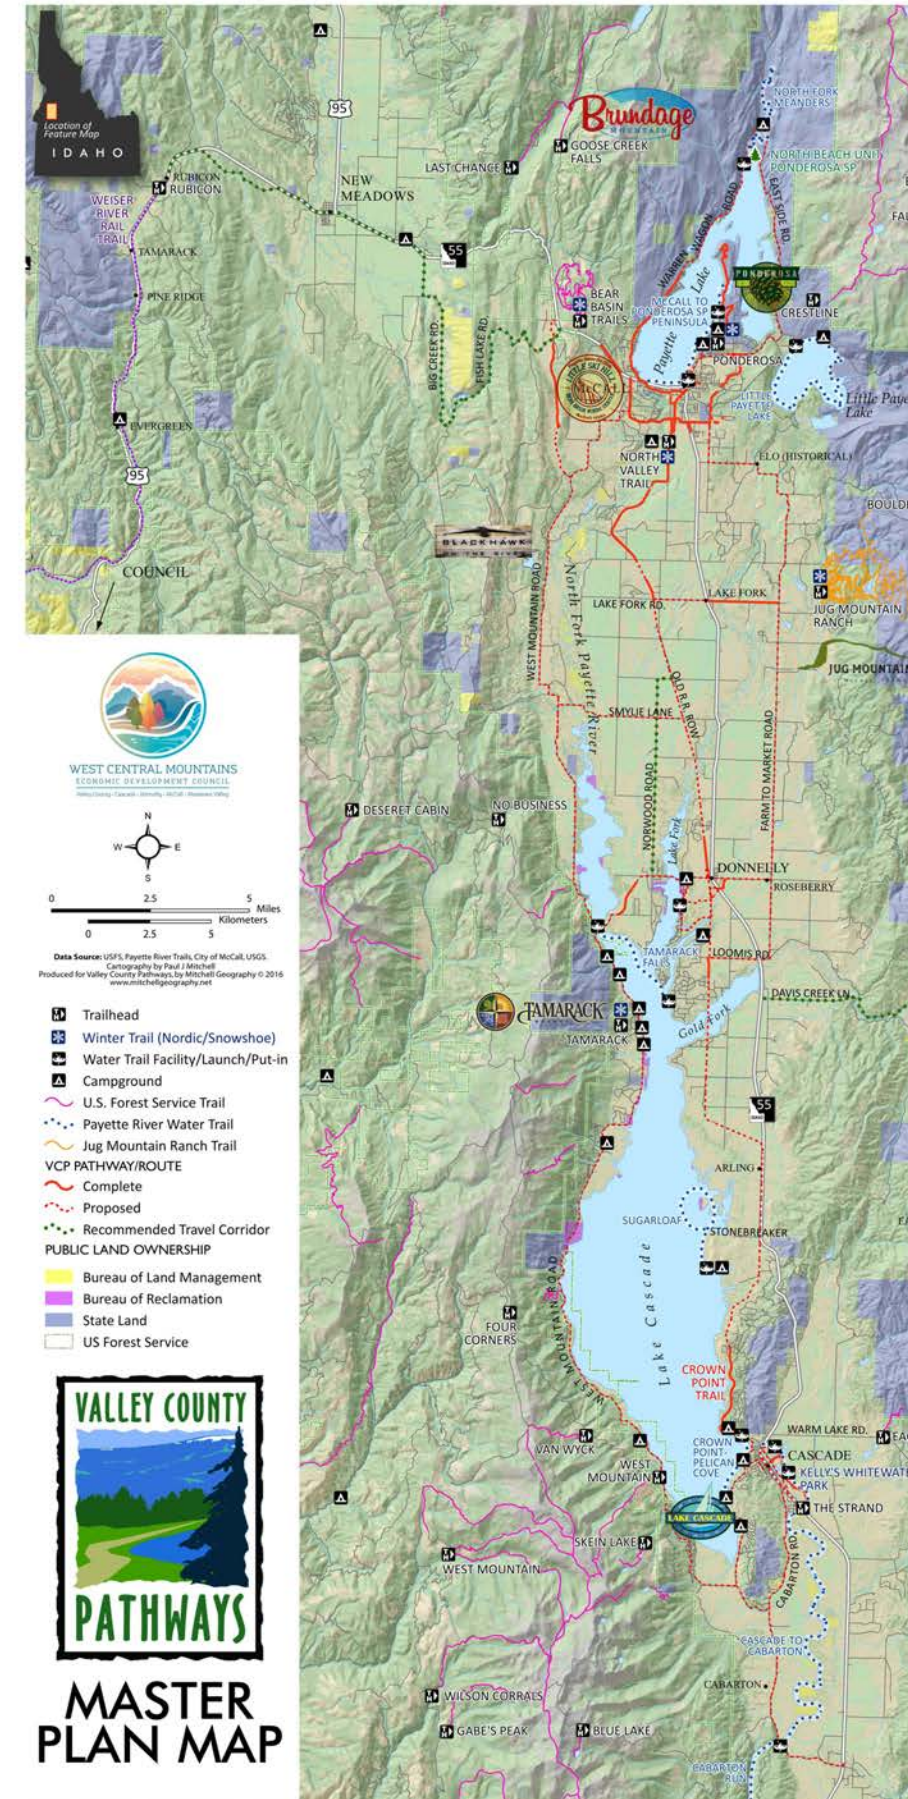 Location of
Feature Map
IDAHO
95
Brundage
MOUNTAIN
NORTH FORK
MEANDERS
GOOSE CREEK
FALLS
LAST CHANCE
NORTH BEACH UNIT
PONDEROSA SP
RUBICON
RUBICON
NEW
MEADOWS
WEISER
RIVER
RAIL
TRAIL
WARREN WAGON ROAD
EAST SIDE RD.
TAMARACK
55
PINE RIDGE
BEAR
BASIN
TRAILS
McCALL TO
PONDEROSA SP
PENINSULA
Payette Lake
PONDEROSA
CRESTLINE
BIG CREEK RD.
FISH LAKE RD.
PONDEROSA
LITTLE SKI HILL
McCALL
LITTLE
PAYETTE
LAKE
Little Paye
Lake
EVERGREEN
NORTH
VALLEY
TRAIL
ELO (HISTORICAL)
95
BOULD
BLACKHAWK
ON THE RIVER
COUNCIL
WEST MOUNTAIN ROAD
North Fork Payette River
LAKE FORK RD.
LAKE FORK
JUG MOUNTAIN
RANCH
JUG MOUNTAIN
OLD R.R. ROW
SMYLIE LANE
NORWOOD ROAD
FARM TO MARKET ROAD
WEST CENTRAL MOUNTAINS
ECONOMIC DEVELOPMENT COUNCIL
N
W E
S
DESERET CABIN
NO BUSINESS
Lake Fork
DONNELLY
ROSEBERRY
0 2.5 5 Miles
Kilometers
0 2.5 5
Data Source: USFS, Payette River Trails, City of McCall, USGS.
Cartography by Paul J Mitchell
Produced for Valley County Pathways, by Mitchell Geography © 2016
www.mitchellgeography.net
TAMARACK
FALLS
LOOMIS RD.
DAVIS CREEK LN
TAMARACK
TAMARACK
Gold Fork
Trailhead
Winter Trail (Nordic/Snowshoe)
Water Trail Facility/Launch/Put-in
Campground
U.S. Forest Service Trail
Payette River Water Trail
Jug Mountain Ranch Trail
VCP PATHWAY/ROUTE
Complete
Proposed
Recommended Travel Corridor
PUBLIC LAND OWNERSHIP
Bureau of Land Management
Bureau of Reclamation
State Land
US Forest Service
55
ARLING
SUGARLOAF
STONEBREAKER
Lake Cascade
WEST MOUNTAIN ROAD
FOUR
CORNERS
CROWN
POINT
TRAIL
VAN WYCK
WEST
MOUNTAIN
CROWN
POINT-
PELICAN
COVE
WARM LAKE RD.
CASCADE
KELLY'S WHITEWATE
PARK
THE STRAND
LAKE CASCADE
SKEIN LAKE
WEST MOUNTAIN
CABARTON RD.
CASCADE TO
CABARTON
CABARTON
WILSON CORRALS
GABE'S PEAK
BLUE LAKE
CABARTON
RUN
VALLEY COUNTY
PATHWAYS
MASTER
PLAN MAP